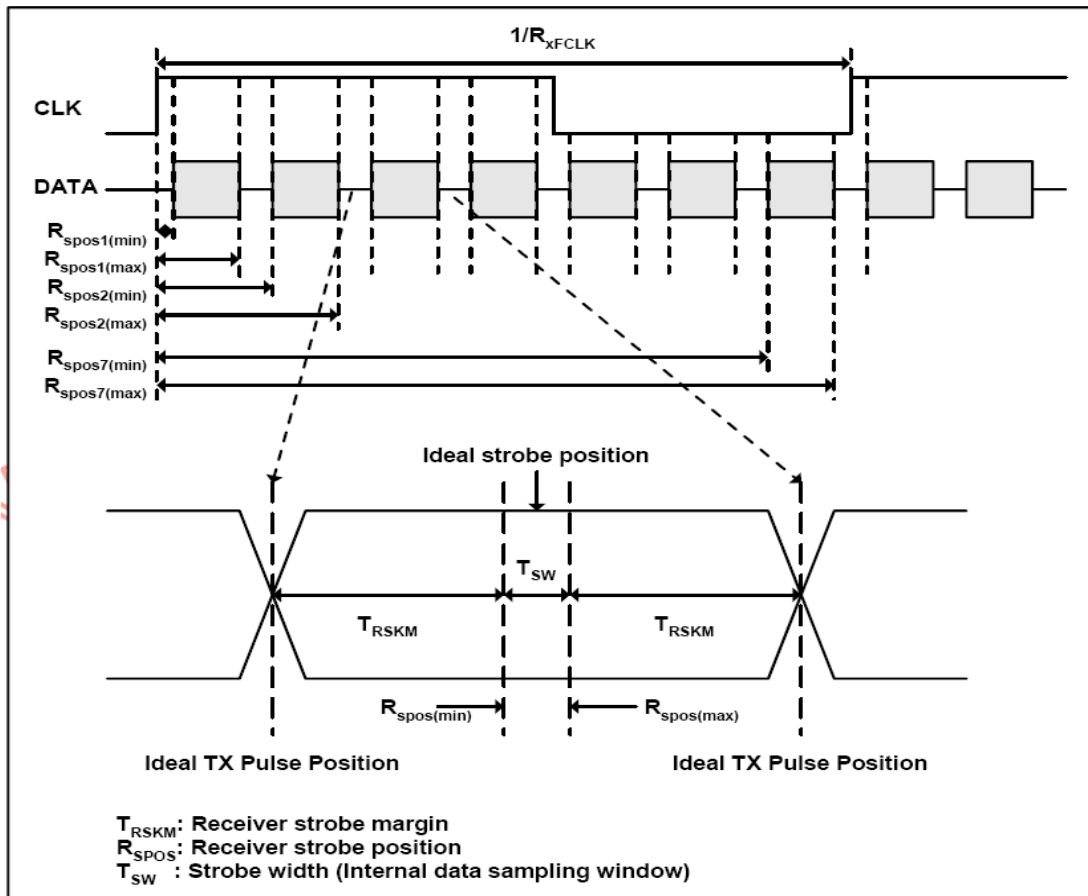 1/RxFCLK
CLK
DATA
Rspos1(min)
Rspos1(max)
Rspos2(min)
Rspos2(max)
Rspos7(min)
Rspos7(max)
Ideal strobe position
TSW
TRSKM
TRSKM
Rspos(min)
Rspos(max)
Ideal TX Pulse Position
Ideal TX Pulse Position
TRSKM: Receiver strobe margin
RSPOS: Receiver strobe position
TSW : Strobe width (Internal data sampling window)